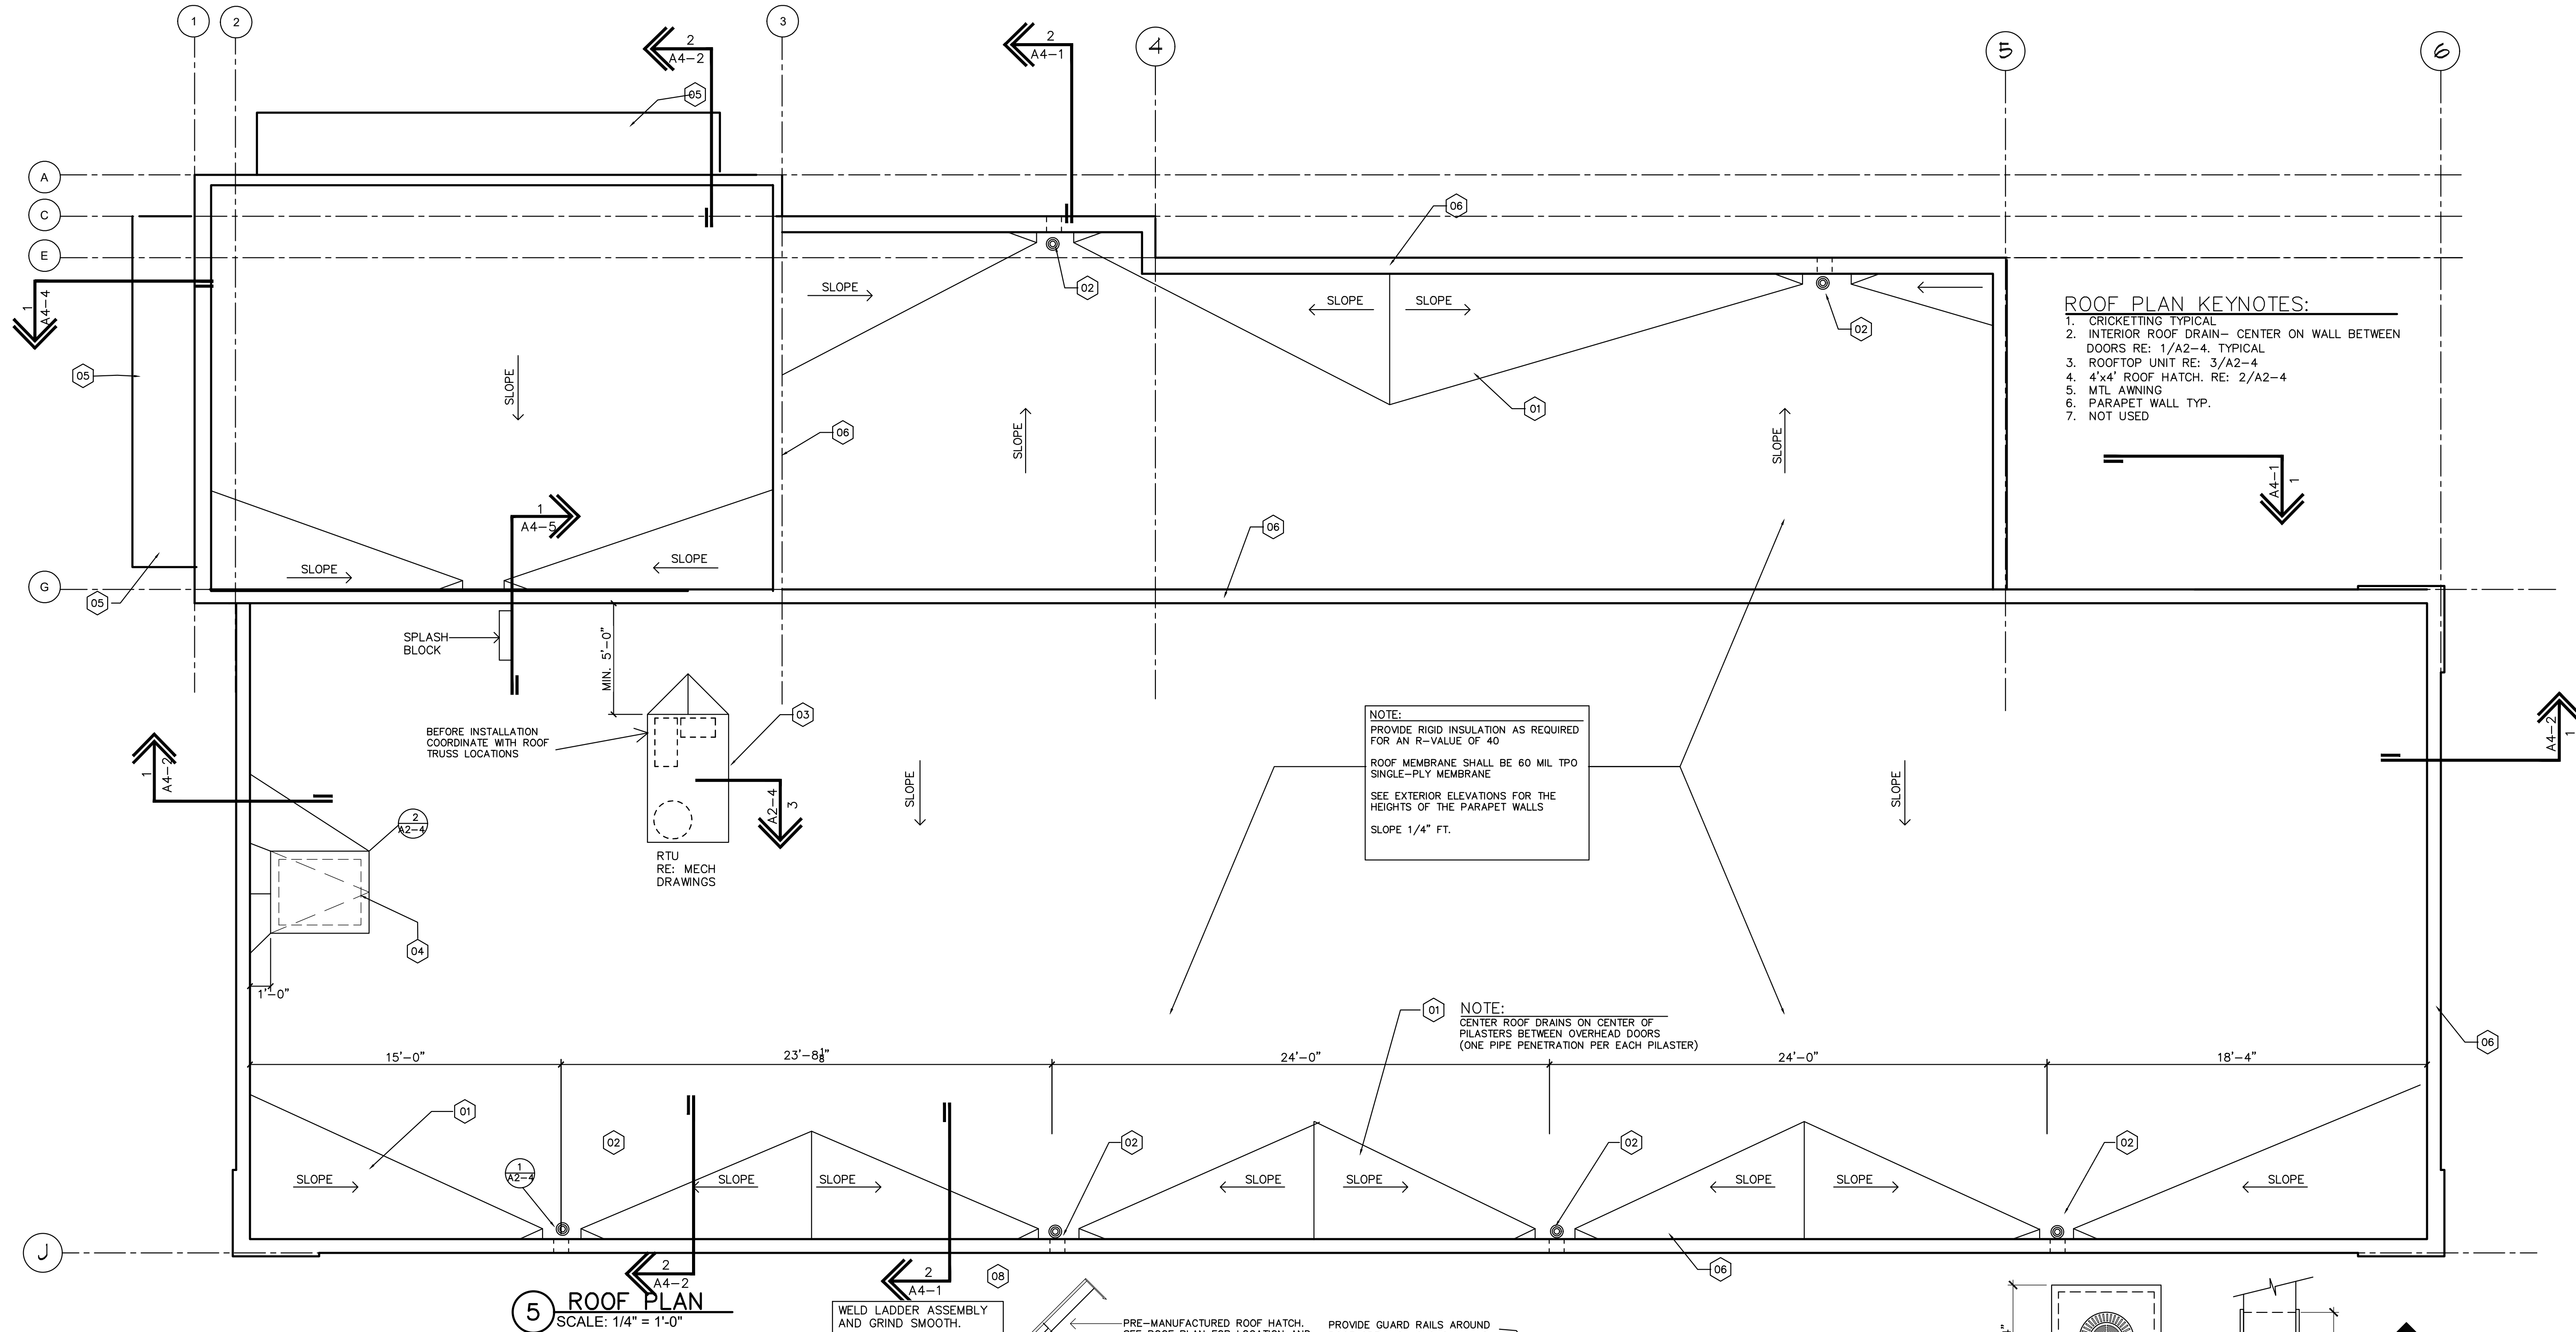 1
2
3
4
5
6
2
A4-2
2
A4-1
05
A
C
E
06
02
SLOPE
SLOPE
SLOPE
02
1
A4-4
05
SLOPE
06
SLOPE
SLOPE
01
ROOF PLAN KEYNOTES:
1. CRICKETTING TYPICAL
2. INTERIOR ROOF DRAIN- CENTER ON WALL BETWEEN
DOORS RE: 1/A2-4. TYPICAL
3. ROOFTOP UNIT RE: 3/A2-4
4. 4'x4' ROOF HATCH. RE: 2/A2-4
5. MTL AWNING
6. PARAPET WALL TYP.
7. NOT USED
A4-1
1
1
A4-5
06
SLOPE
SLOPE
G
05
SPLASH
BLOCK
MIN. 5'-0"
03
BEFORE INSTALLATION
COORDINATE WITH ROOF
TRUSS LOCATIONS
1
A4-2
SLOPE
A2-4
3
NOTE:
PROVIDE RIGID INSULATION AS REQUIRED
FOR AN R-VALUE OF 40
ROOF MEMBRANE SHALL BE 60 MIL TPO
SINGLE-PLY MEMBRANE
SEE EXTERIOR ELEVATIONS FOR THE
HEIGHTS OF THE PARAPET WALLS
SLOPE 1/4" FT.
SLOPE
A4-2
1
2
A2-4
RTU
RE: MECH
DRAWINGS
04
1'-0"
01
NOTE:
CENTER ROOF DRAINS ON CENTER OF
PILASTERS BETWEEN OVERHEAD DOORS
(ONE PIPE PENETRATION PER EACH PILASTER)
06
15'-0"
23'-8⅛"
24'-0"
24'-0"
18'-4"
01
02
02
02
02
1
A2-4
SLOPE
SLOPE
SLOPE
SLOPE
SLOPE
SLOPE
SLOPE
SLOPE
J
2
A4-2
2
A4-1
08
06
5
ROOF PLAN
SCALE: 1/4" = 1'-0"
WELD LADDER ASSEMBLY
AND GRIND SMOOTH.
PRE-MANUFACTURED ROOF HATCH.
SEE ROOF PLAN FOR LOCATION AND
PROVIDE GUARD RAILS AROUND